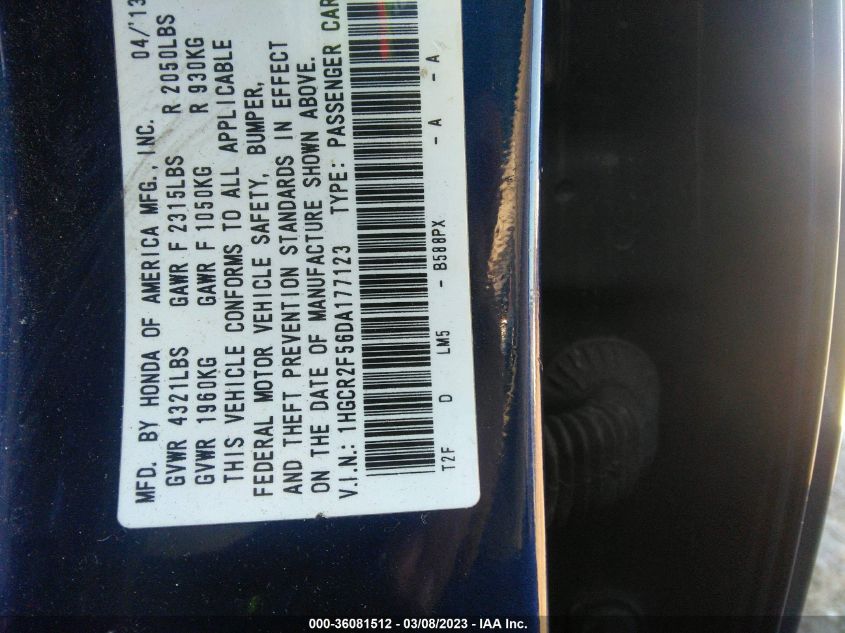 MFD. BY HONDA OF AMERICA MFG., INC. 04/'13
GVWR 4321LBS GAWR F 2315LBS R 2050LBS
GVWR 1960KG GAWR F 1050KG R 930KG
THIS VEHICLE CONFORMS TO ALL APPLICABLE
FEDERAL MOTOR VEHICLE SAFETY, BUMPER,
AND THEFT PREVENTION STANDARDS IN EFFECT
ON THE DATE OF MANUFACTURE SHOWN ABOVE.
V.I.N.: 1HGCR2F56DA177123 TYPE: PASSENGER CAR
T2F D LM5 - B588PX - A - A
000-36081512 - 03/08/2023 - IAA Inc.